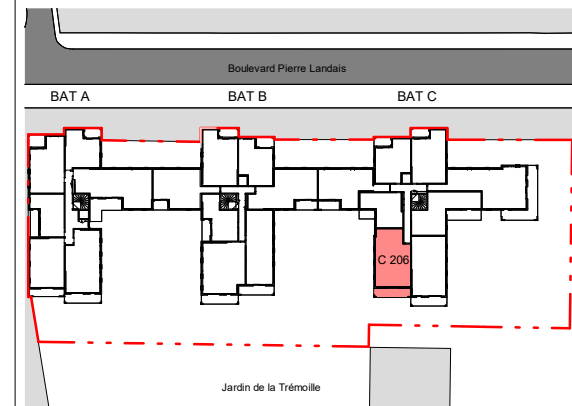 Boulevard Pierre Landais
BAT A BAT B BAT C
C 206
Jardin de la Trémoille